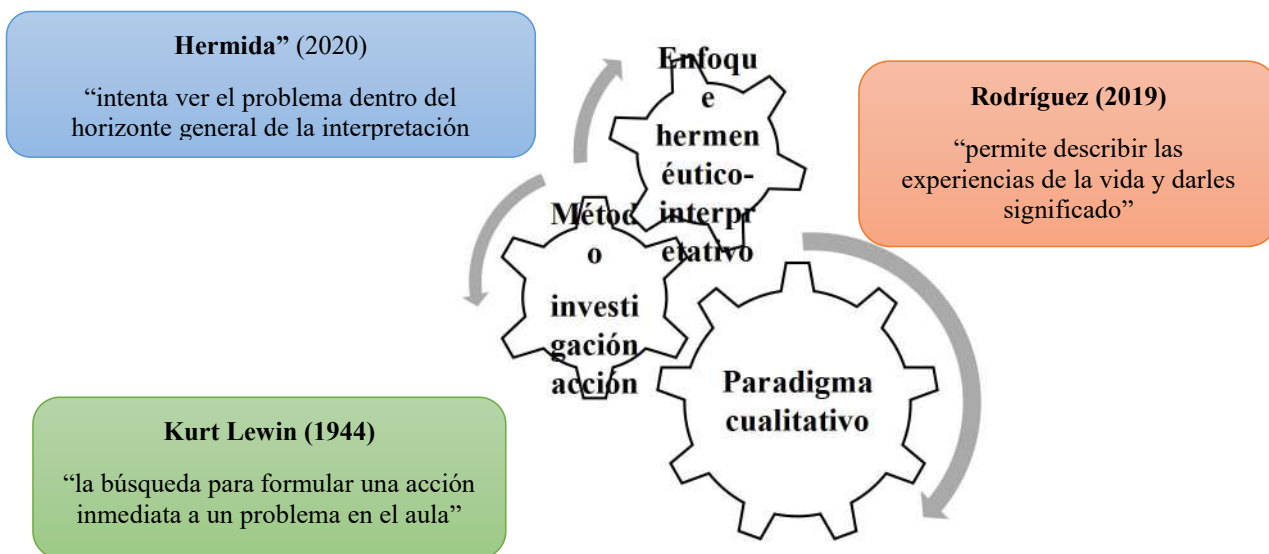 Hermida” (2020)
“intenta ver el problema dentro del
horizonte general de la interpretación
Enfoqu
e
hermen
éutico-
interpr
etativo
Rodríguez (2019)
“permite describir las
experiencias de la vida y darles
significado”
Métod
o
investi
gación
acción
Paradigma
cualitativo
Kurt Lewin (1944)
“la búsqueda para formular una acción
inmediata a un problema en el aula”